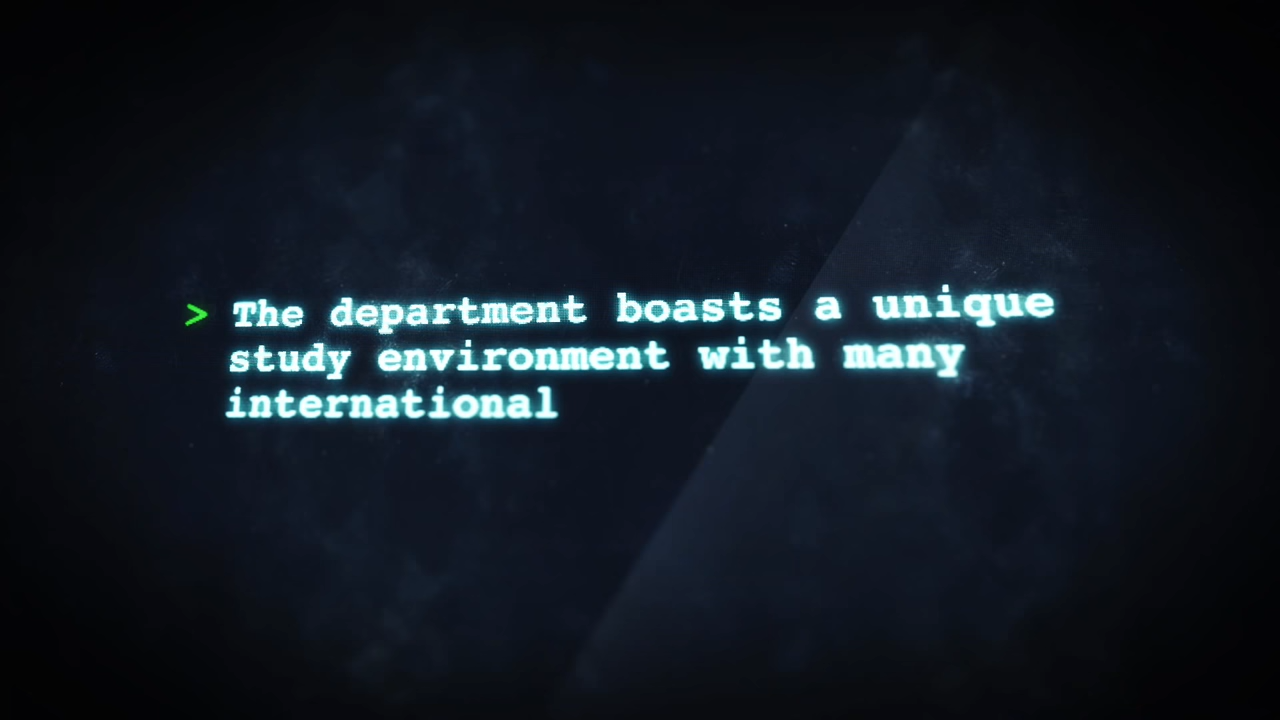 > The department boasts a unique
study environment with many
international